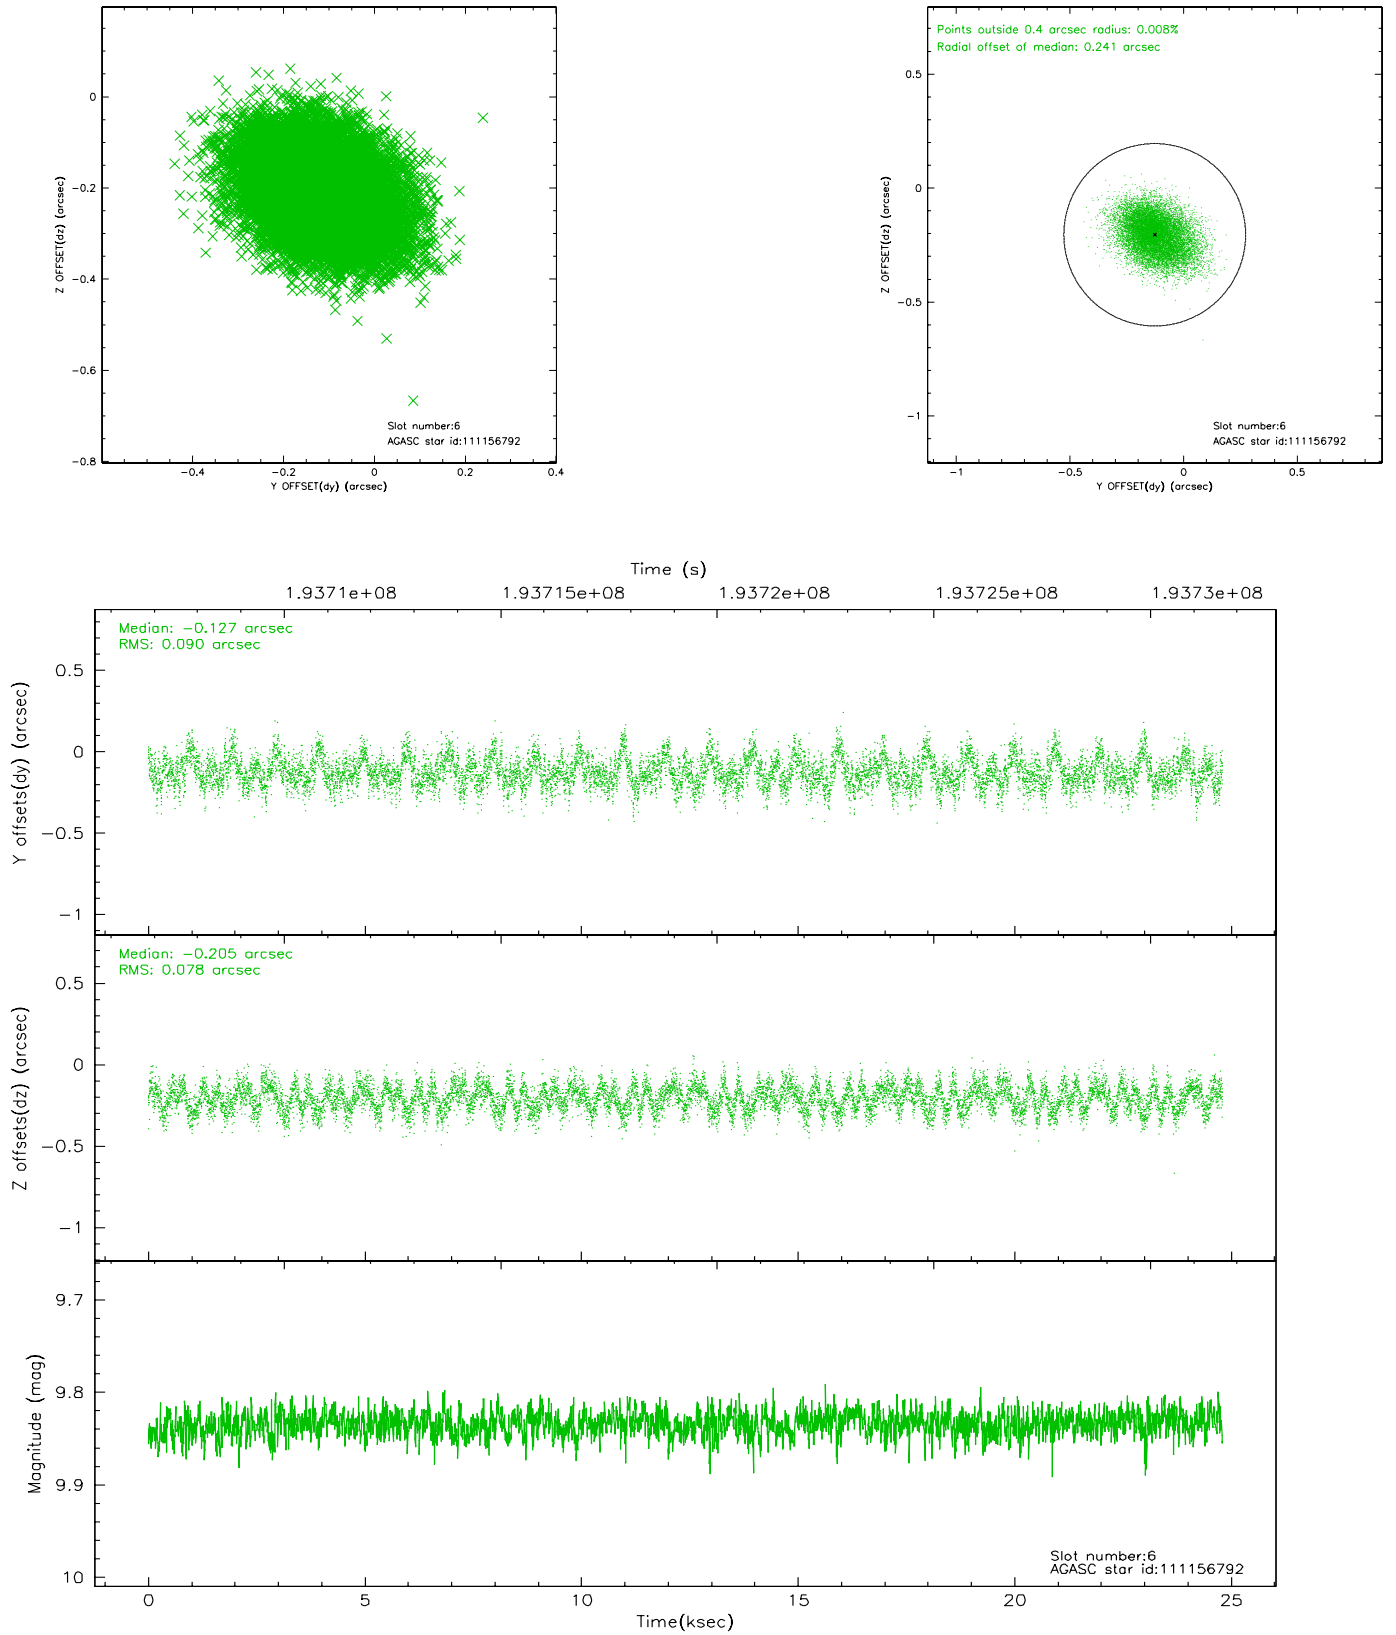 0
−0.2
−0.4
−0.6
−0.8
Z OFFSET(dz) (arcsec)
Slot number:6
AGASC star id:111156792
−0.4
−0.2
0
0.2
0.4
Y OFFSET(dy) (arcsec)
Points outside 0.4 arcsec radius: 0.008%
Radial offset of median: 0.241 arcsec
0.5
0
−0.5
−1
Z OFFSET(dz) (arcsec)
Slot number:6
AGASC star id:111156792
−1
−0.5
0
0.5
Y OFFSET(dy) (arcsec)
Time (s)
1.9371e+08
1.93715e+08
1.9372e+08
1.93725e+08
1.9373e+08
Median: −0.127 arcsec
RMS: 0.090 arcsec
0.5
0
−0.5
−1
Y offsets(dy) (arcsec)
Median: −0.205 arcsec
RMS: 0.078 arcsec
0.5
0
−0.5
−1
Z offsets(dz) (arcsec)
9.7
9.8
9.9
10
Magnitude (mag)
Slot number:6
AGASC star id:111156792
0
5
10
15
20
25
Time(ksec)